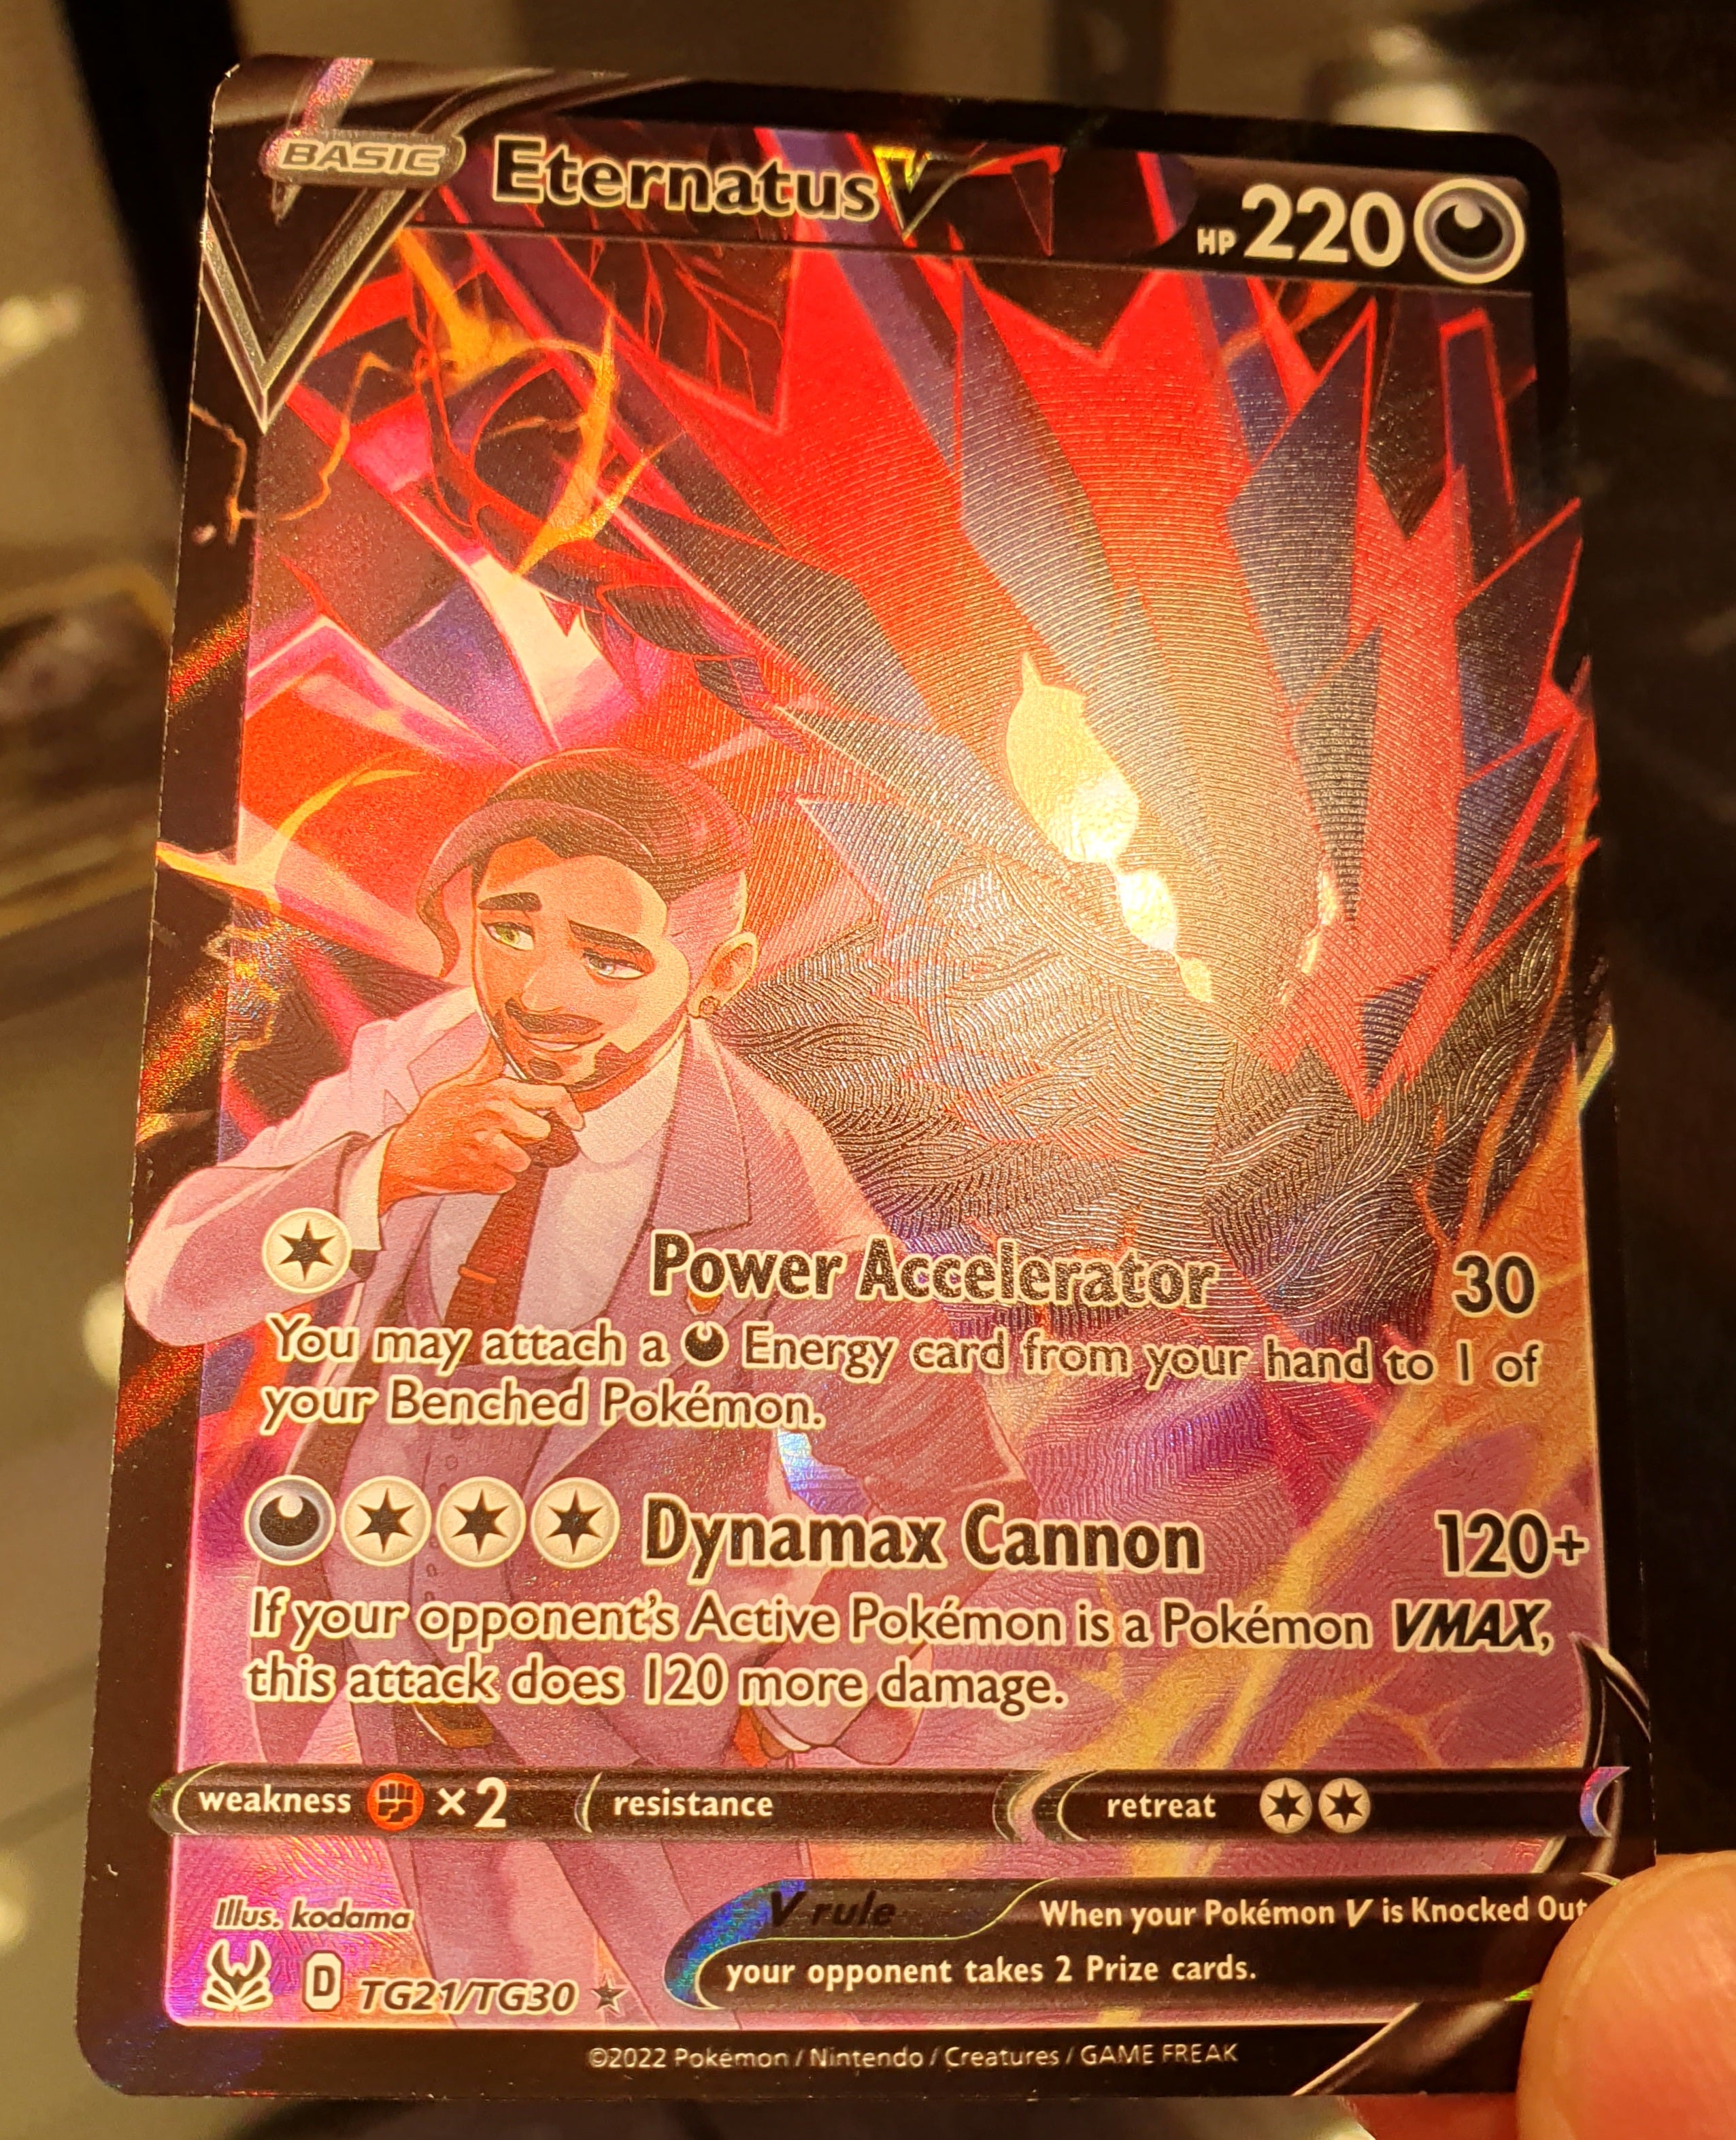 BASIC Eternatus V HP 220
Power Accelerator 30
You may attach a Energy card from your hand to 1 of
your Benched Pokémon.
Dynamax Cannon 120+
If your opponent's Active Pokémon is a Pokémon VMAX,
this attack does 120 more damage.
weakness ×2 resistance retreat
Illus. kodama
V rule When your Pokémon V is Knocked Out
your opponent takes 2 Prize cards.
D TG21/TG30
©2022 Pokémon / Nintendo / Creatures / GAME FREAK